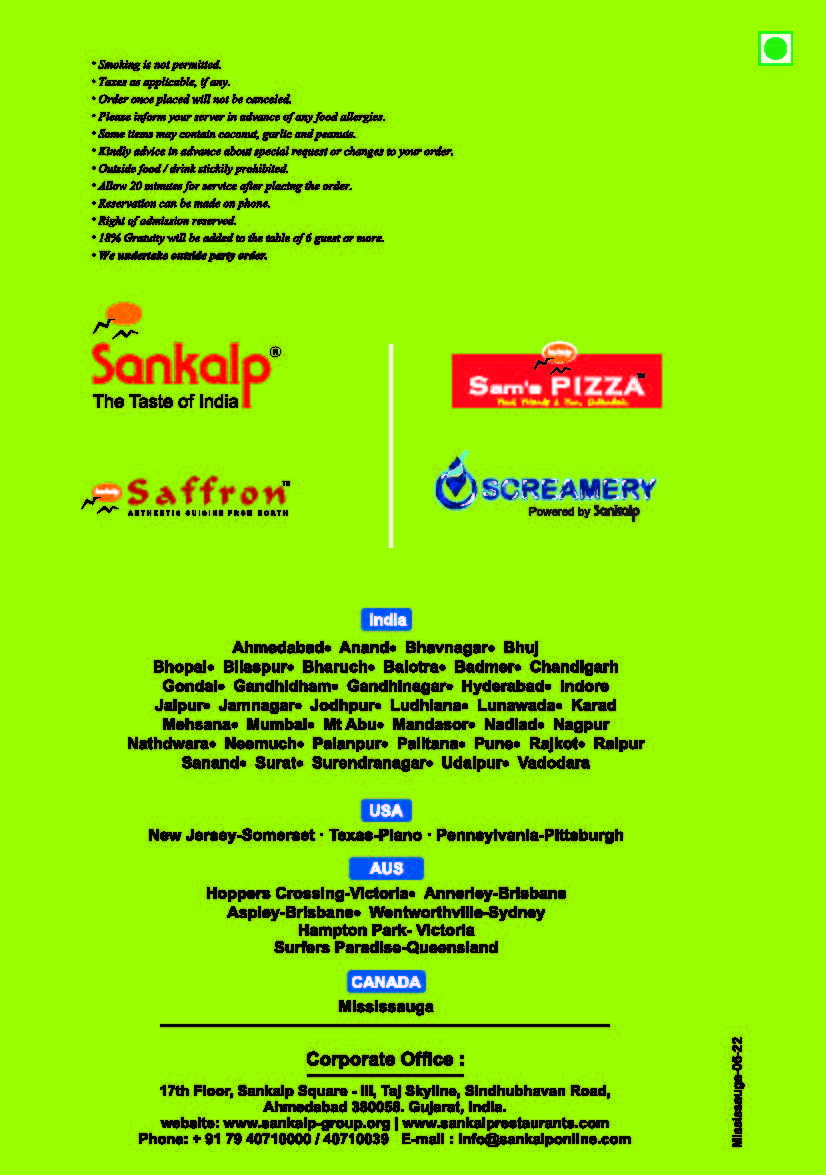 * Smoking is not permitted.
* Taxes as applicable, if any.
* Order once placed will not be canceled.
* Please inform your server in advance of any food allergies.
* Some items may contain coconut, garlic and peanuts.
* Kindly advice in advance about special request or changes to your order.
* Outside food / drink stickily prohibited.
* Allow 20 minutes for service after placing the order.
* Reservation can be made on phone.
* Right of admission reserved.
* 18% Gratuity will be added to the table of 6 guest or more.
* We undertake outside party order.
Sankalp®
The Taste of India
Sam's PIZZA™
Saffron™
AUTHENTIC CUISINE FROM NORTH
SCREAMERY
Powered by Sankalp
India
Ahmedabad• Anand• Bhavnagar• Bhuj
Bhopal• Bilaspur• Bharuch• Balotra• Badmer• Chandigarh
Gondal• Gandhidham• Gandhinagar• Hyderabad• Indore
Jaipur• Jamnagar• Jodhpur• Ludhiana• Lunawada• Karad
Mehsana• Mumbai• Mt Abu• Mandasor• Nadiad• Nagpur
Nathdwara• Neemuch• Palanpur• Palitana• Pune• Rajkot• Raipur
Sanand• Surat• Surendranagar• Udaipur• Vadodara
USA
New Jersey-Somerset · Texas-Plano · Pennsylvania-Pittsburgh
AUS
Hoppers Crossing-Victoria• Annerley-Brisbane
Aspley-Brisbane• Wentworthville-Sydney
Hampton Park- Victoria
Surfers Paradise-Queensland
CANADA
Mississauga
Corporate Office :
17th Floor, Sankalp Square - III, Taj Skyline, Sindhubhavan Road,
Ahmedabad 380058. Gujarat, India.
website: www.sankalp-group.org | www.sankalprestaurants.com
Phone: + 91 79 40710000 / 40710039 E-mail : info@sankalponline.com
Mississauga-06-22